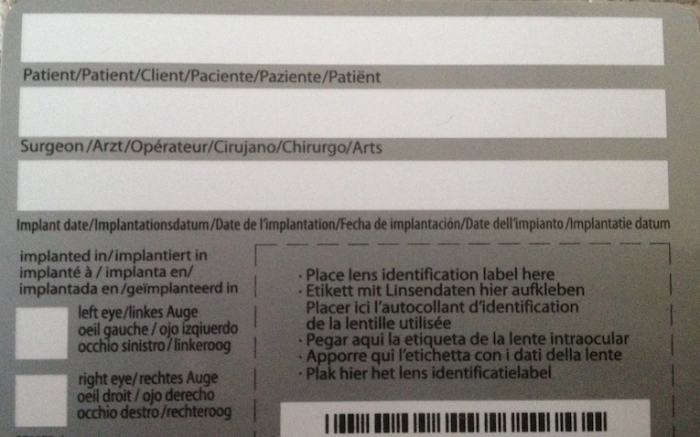 Patient/Patient/Client/Paciente/Paziente/Patiënt
Surgeon/Arzt/Opérateur/Cirujano/Chirurgo/Arts
Implant date/Implantationsdatum/Date de l'implantation/Fecha de implantación/Date dell'impianto/Implantatie datum
implanted in/implantiert in
implanté à / implanta en/
implantada en/geïmplanteerd in
left eye/linkes Auge
oeil gauche / ojo izqiuerdo
occhio sinistro/linkeroog
right eye/rechtes Auge
oeil droit / ojo derecho
occhio destro/rechteroog
· Place lens identification label here
· Etikett mit Linsendaten hier aufkleben
Placer ici l'autocollant d'identification
de la lentille utilisée
· Pegar aqui la etiqueta de la lente intraocular
· Apporre qui l'etichetta con i dati della lente
· Plak hier het lens identificatielabel